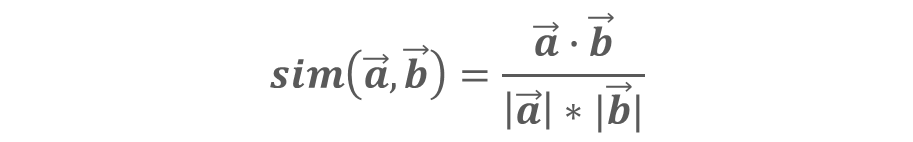 sim(a⃗, b⃗) = (a⃗ · b⃗) / (|a⃗| * |b⃗|)